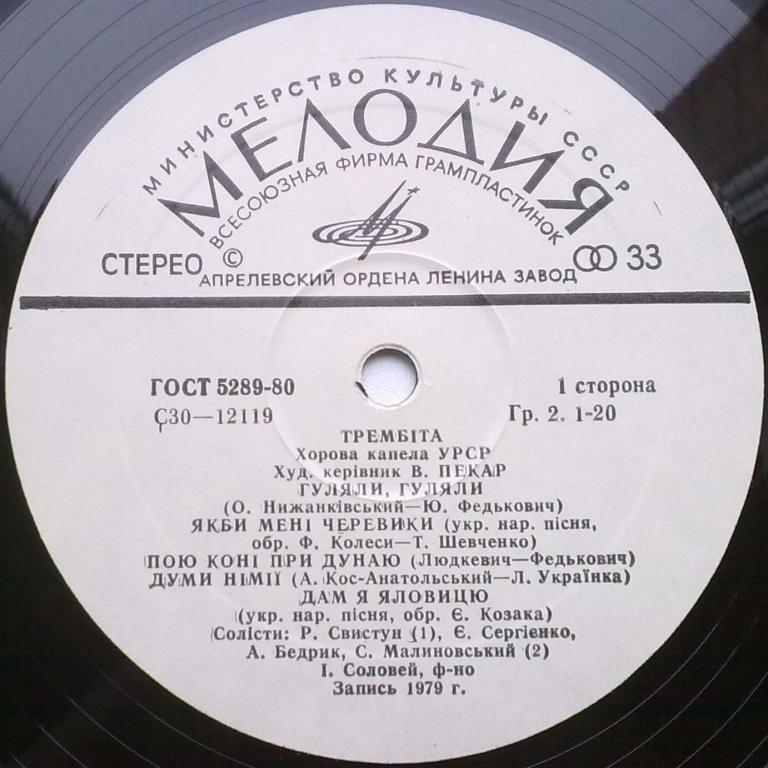 МИНИСТЕРСТВО КУЛЬТУРЫ СССР
МЕЛОДИЯ
ВСЕСОЮЗНАЯ ФИРМА ГРАМПЛАСТИНОК
СТЕРЕО © 33
АПРЕЛЕВСКИЙ ОРДЕНА ЛЕНИНА ЗАВОД
ГОСТ 5289-80 1 сторона
С30—12119 Гр. 2. 1-20
ТРЕМБІТА
Хорова капела УРСР
Худ. керівник В. ПЕКАР
ГУЛЯЛИ, ГУЛЯЛИ
(О. Нижанківський—Ю. Федькович)
ЯКБИ МЕНІ ЧЕРЕВИКИ (укр. нар. пісня,
обр. Ф. Колеси—Т. Шевченко)
ПОЮ КОНІ ПРИ ДУНАЮ (Людкевич—Федькович)
ДУМИ НІМІЇ (А. Кос-Анатольський—Л. Українка)
ДАМ Я ЯЛОВИЦЮ
(укр. нар. пісня, обр. Є. Козака)
Солісти: Р. Свистун (1), Є. Сергієнко,
А. Бедрик, С. Малиновський (2)
І. Соловей, ф-но
Запись 1979 г.